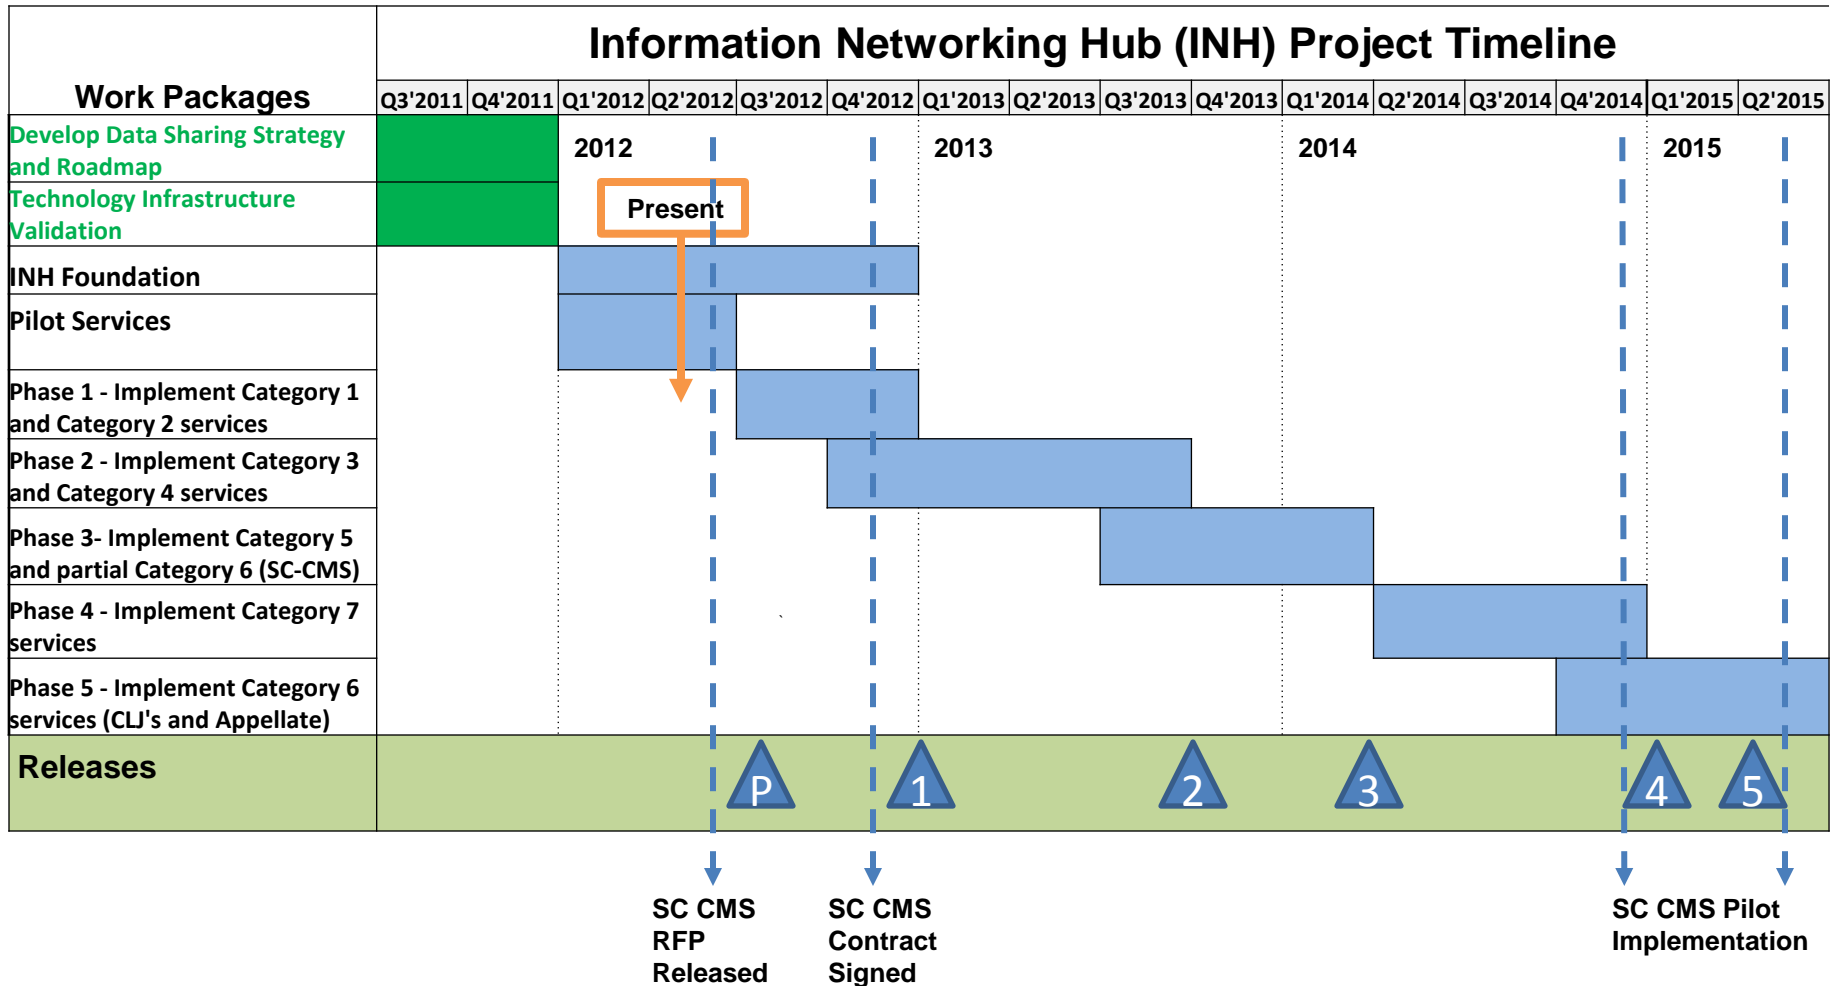 Information Networking Hub (INH) Project Timeline
Work Packages
Q3'2011 Q4'2011 Q1'2012 Q2'2012 Q3'2012 Q4'2012 Q1'2013 Q2'2013 Q3'2013 Q4'2013 Q1'2014 Q2'2014 Q3'2014 Q4'2014 Q1'2015 Q2'2015
Develop Data Sharing Strategy
and Roadmap
2012 2013 2014 2015
Technology Infrastructure
Validation
Present
INH Foundation
Pilot Services
Phase 1 - Implement Category 1
and Category 2 services
Phase 2 - Implement Category 3
and Category 4 services
Phase 3- Implement Category 5
and partial Category 6 (SC-CMS)
Phase 4 - Implement Category 7
services
`
Phase 5 - Implement Category 6
services (CLJ's and Appellate)
Releases
P 1 2 3 4 5
SC CMS
RFP
Released
SC CMS
Contract
Signed
SC CMS Pilot
Implementation